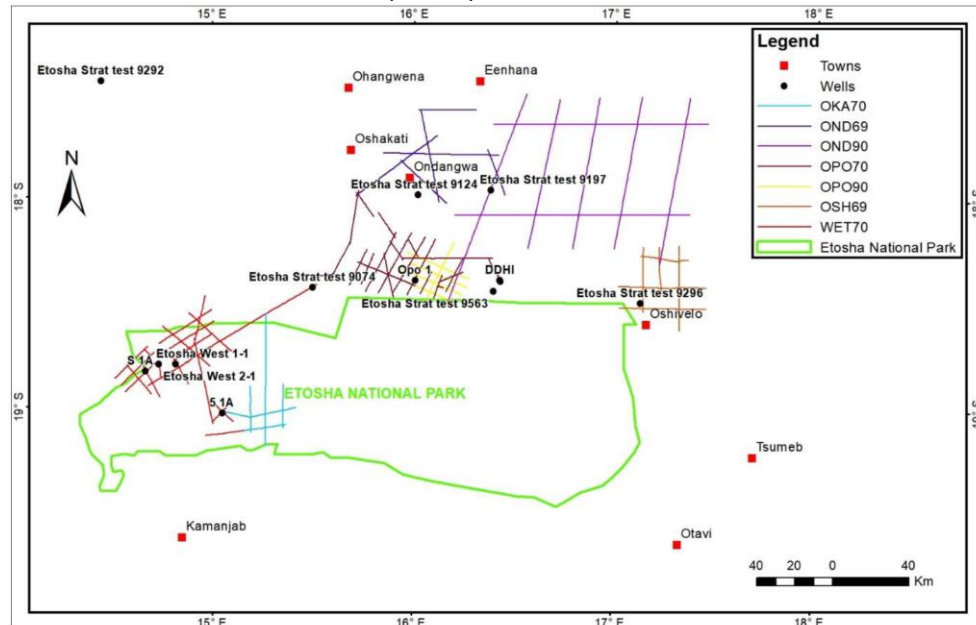 15° E 16° E 17° E 18° E
Etosha Strat test 9292
Ohangwena
Eenhana
Legend
Towns
Wells
OKA70
OND69
OND90
OPO70
OPO90
OSH69
WET70
Etosha National Park
Oshakati
N
Ondangwa
Etosha Strat test 9124
Etosha Strat test 9197
18° S
18° S
Etosha Strat test 9074
Opo 1
DDHI
Etosha Strat test 9563
Etosha Strat test 9296
Oshivelo
S 1A
Etosha West 1-1
Etosha West 2-1
5 1A
ETOSHA NATIONAL PARK
19° S
19° S
Tsumeb
Kamanjab
Otavi
40 20 0 40
Km
15° E 16° E 17° E 18° E